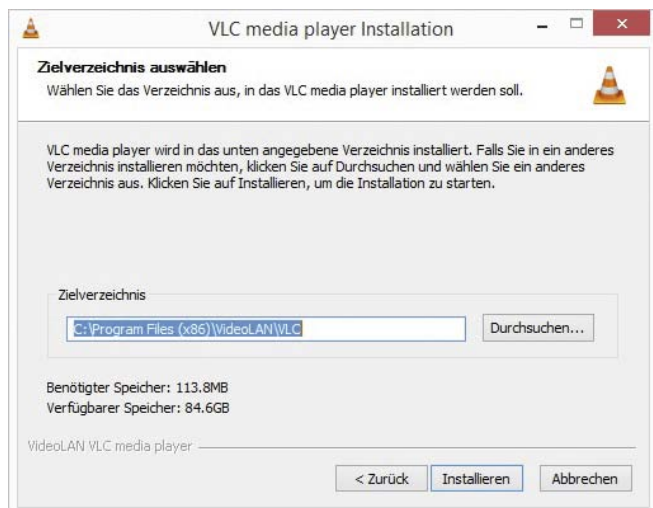 VLC media player Installation
Zielverzeichnis auswählen
Wählen Sie das Verzeichnis aus, in das VLC media player installiert werden soll.
VLC media player wird in das unten angegebene Verzeichnis installiert. Falls Sie in ein anderes
Verzeichnis installieren möchten, klicken Sie auf Durchsuchen und wählen Sie ein anderes
Verzeichnis aus. Klicken Sie auf Installieren, um die Installation zu starten.
Zielverzeichnis
C:\Program Files (x86)\VideoLAN\VLC
Durchsuchen...
Benötigter Speicher: 113.8MB
Verfügbarer Speicher: 84.6GB
VideoLAN VLC media player
< Zurück Installieren Abbrechen